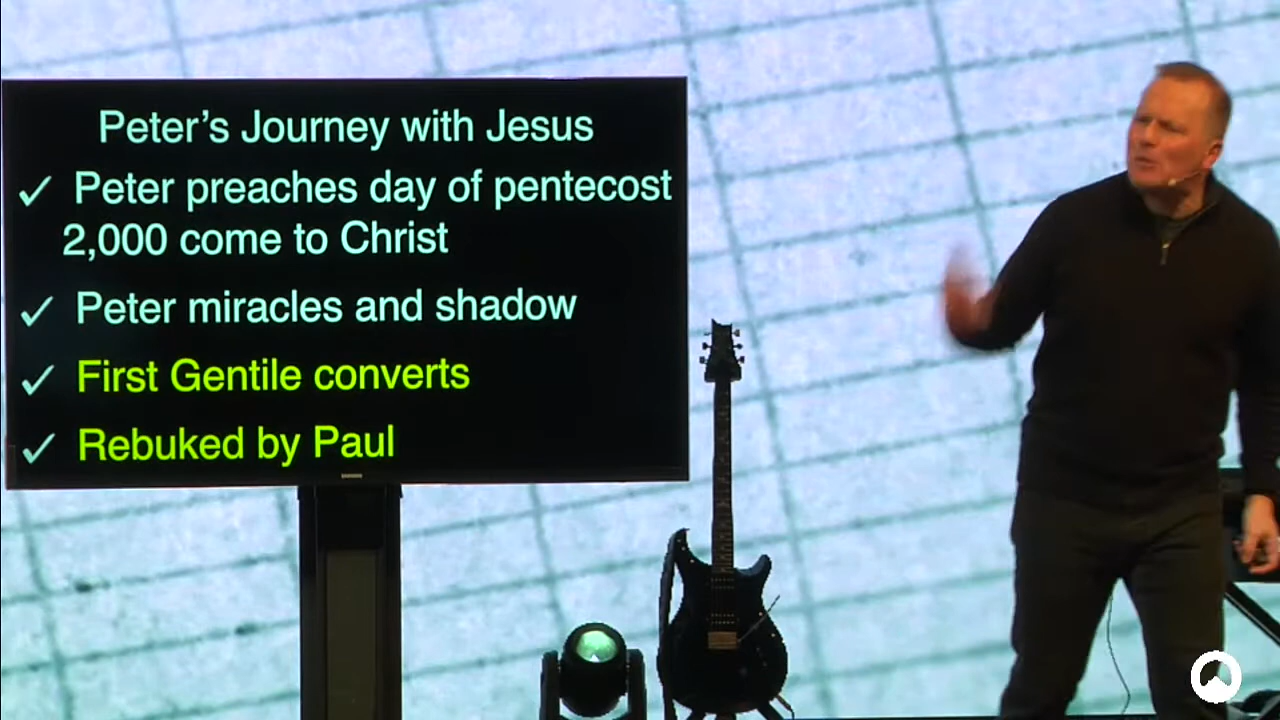 Peter’s Journey with Jesus
✓ Peter preaches day of pentecost
2,000 come to Christ
✓ Peter miracles and shadow
✓ First Gentile converts
✓ Rebuked by Paul